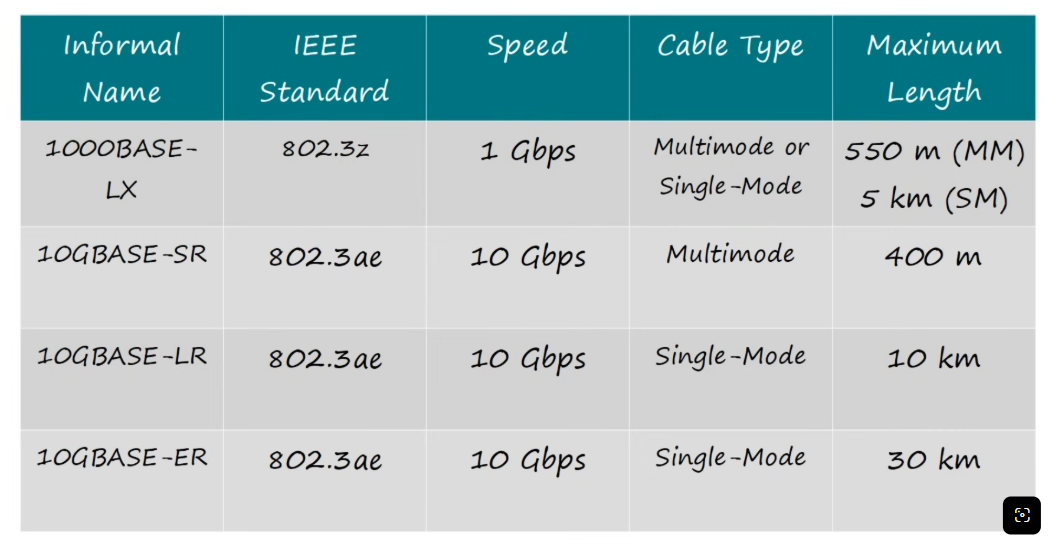 Informal
Name
IEEE
Standard
Speed
Cable Type
Maximum
Length
1000BASE-
LX
802.3z
1 Gbps
Multimode or
Single-Mode
550 m (MM)
5 km (SM)
10GBASE-SR
802.3ae
10 Gbps
Multimode
400 m
10GBASE-LR
802.3ae
10 Gbps
Single-Mode
10 km
10GBASE-ER
802.3ae
10 Gbps
Single-Mode
30 km